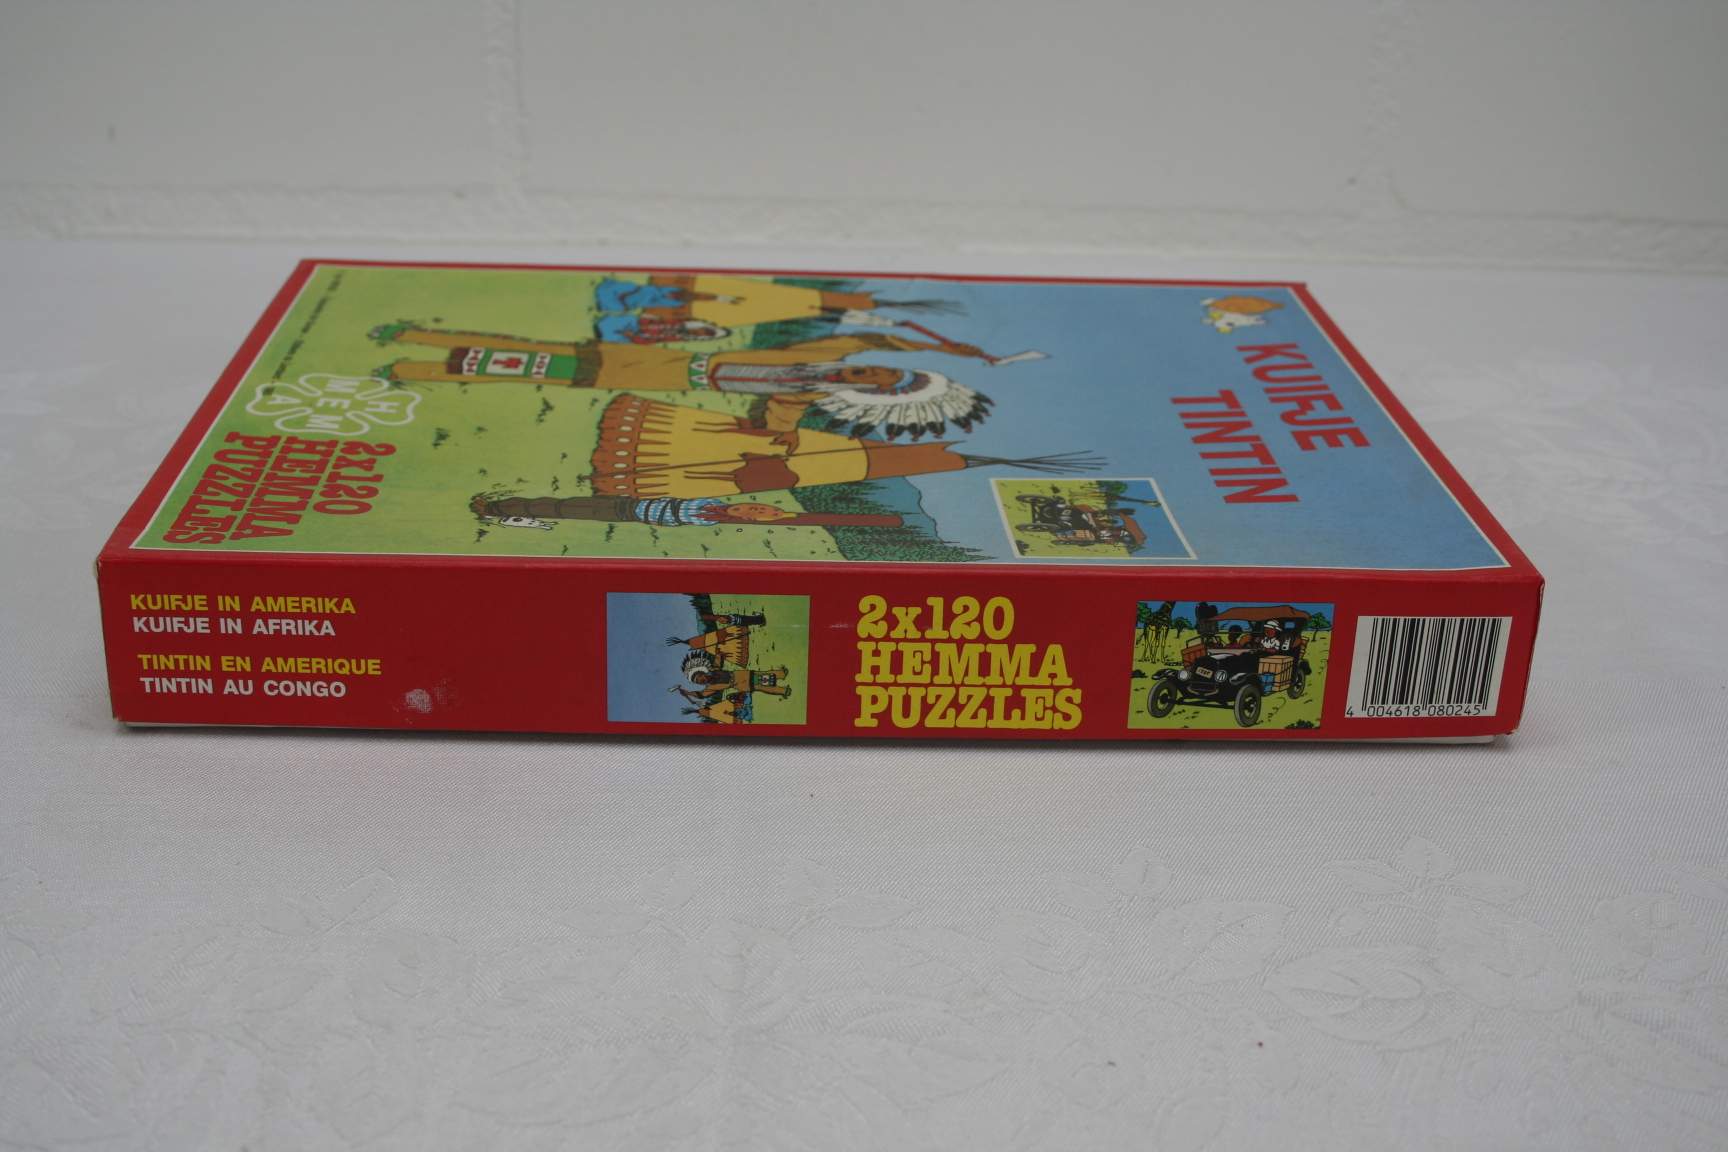 KUIFJE
TINTIN
HEMMA
2x120
HEMMA
PUZZLES
KUIFJE IN AMERIKA
KUIFJE IN AFRIKA
TINTIN EN AMERIQUE
TINTIN AU CONGO
2x120
HEMMA
PUZZLES
4 004618 080245